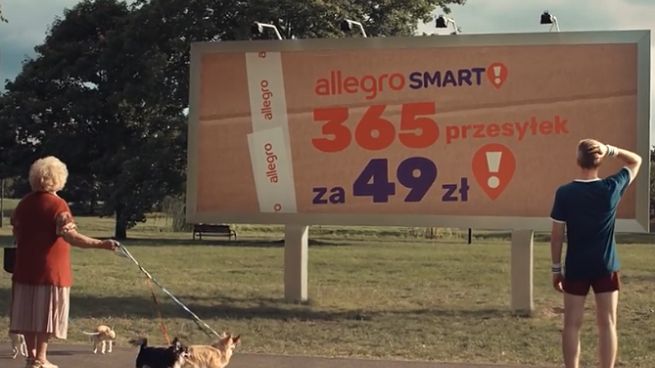 allegro SMART!
365 przesyłek
za 49 zł !
allegro
allegro